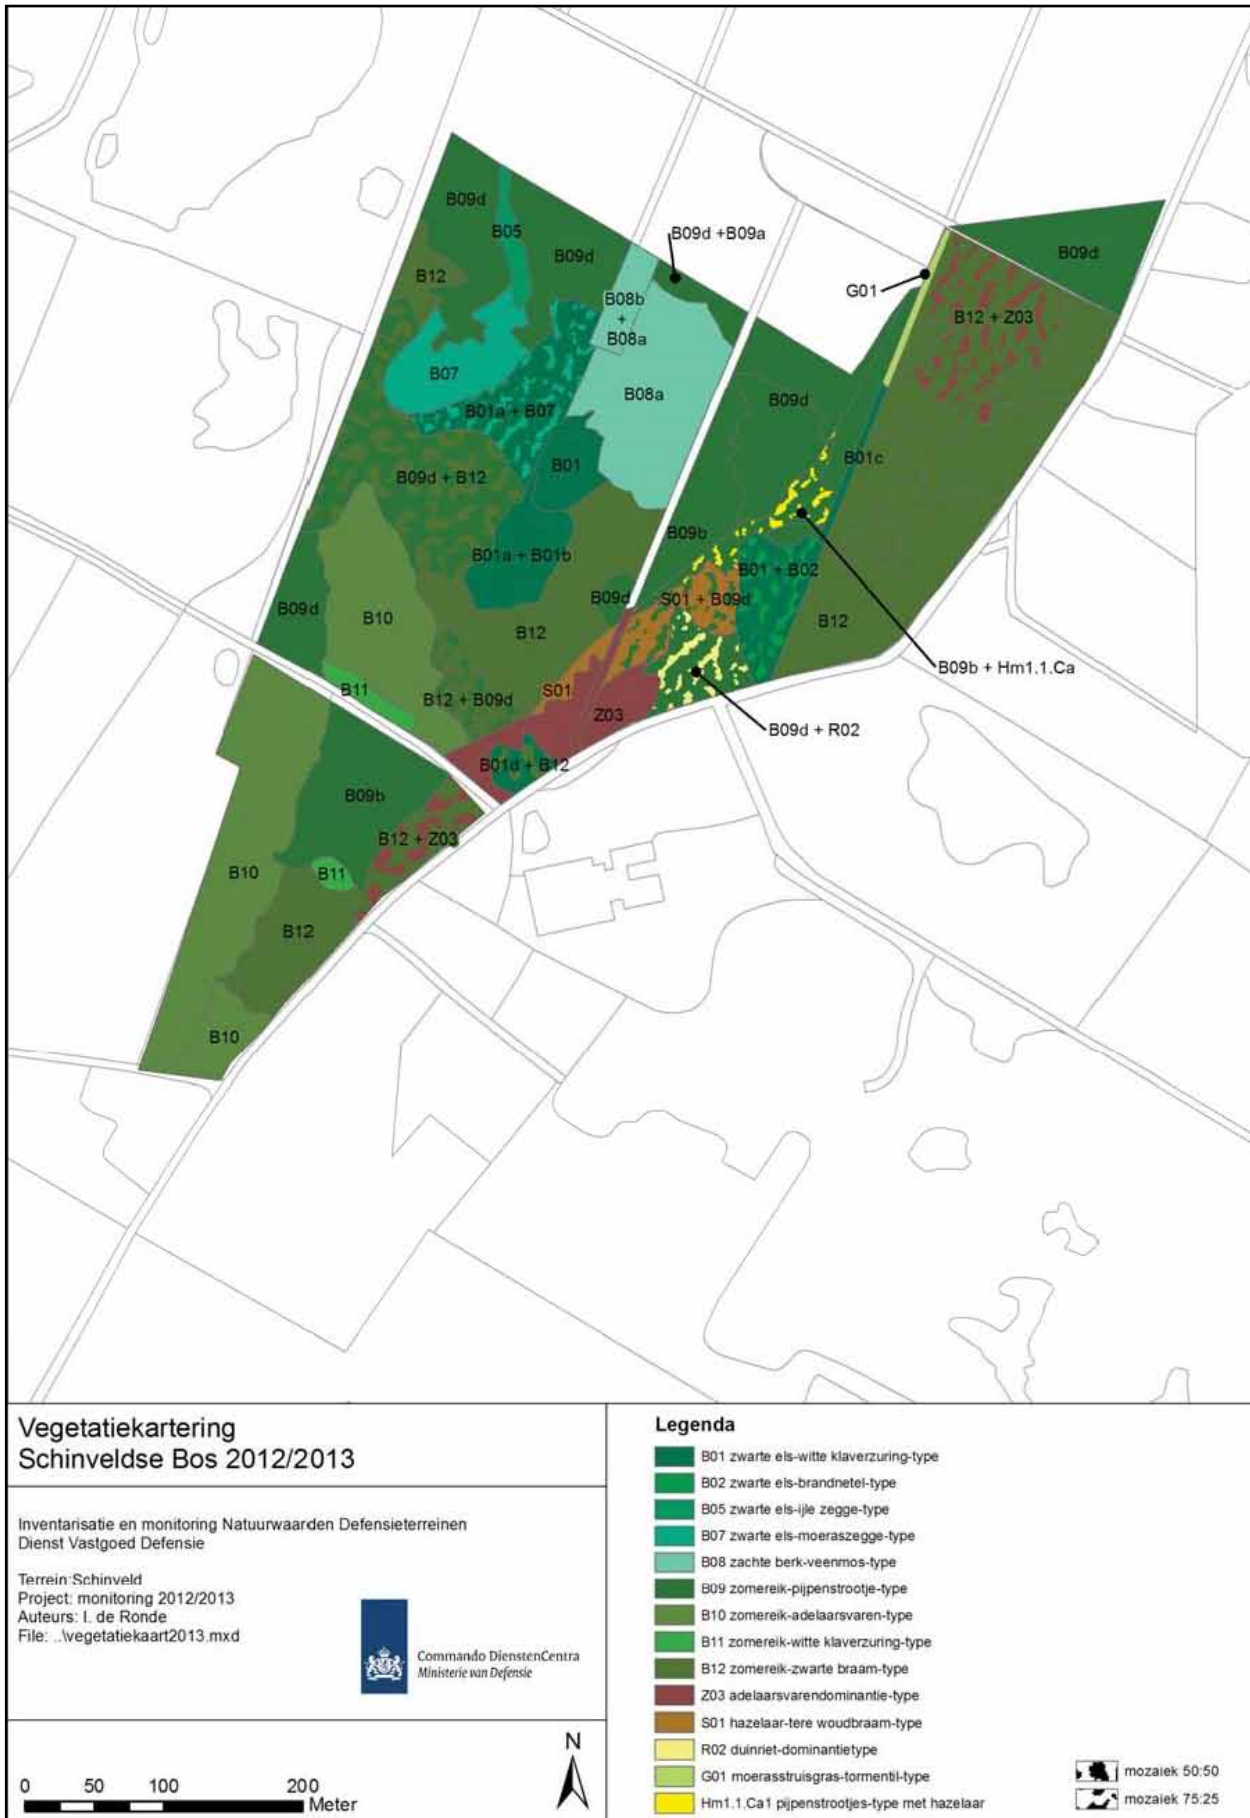 B09d
B05
B09d
B09d +B09a
B09d
B12
G01
B08b
+
B08a
B12 + Z03
B07
B08a
B01a + B07
B09d
B01
B01c
B09d + B12
B09b
B01a + B01b
B01 + B02
B09d
S01 + B09d
B09d
B10
B12
B12
B09b + Hm1.1.Ca
B11
B12 + B09d
S01
Z03
B09d + R02
B01d + B12
B09b
B12 + Z03
B10
B11
B12
B10
Vegetatiekartering
Schinveldse Bos 2012/2013
Inventarisatie en monitoring Natuurwaarden Defensieterreinen
Dienst Vastgoed Defensie
Terrein:Schinveld
Project: monitoring 2012/2013
Auteurs: I. de Ronde
File: ..\vegetatiekaart2013.mxd
Commando DienstenCentra
Ministerie van Defensie
N
0 50 100 200
Meter
Legenda
B01 zwarte els-witte klaverzuring-type
B02 zwarte els-brandnetel-type
B05 zwarte els-ijle zegge-type
B07 zwarte els-moeraszegge-type
B08 zachte berk-veenmos-type
B09 zomereik-pijpenstrootje-type
B10 zomereik-adelaarsvaren-type
B11 zomereik-witte klaverzuring-type
B12 zomereik-zwarte braam-type
Z03 adelaarsvarendominantie-type
S01 hazelaar-tere woudbraam-type
R02 duinriet-dominantietype
G01 moerasstruisgras-tormentil-type
Hm1.1.Ca1 pijpenstrootjes-type met hazelaar
mozaiek 50:50
mozaiek 75:25